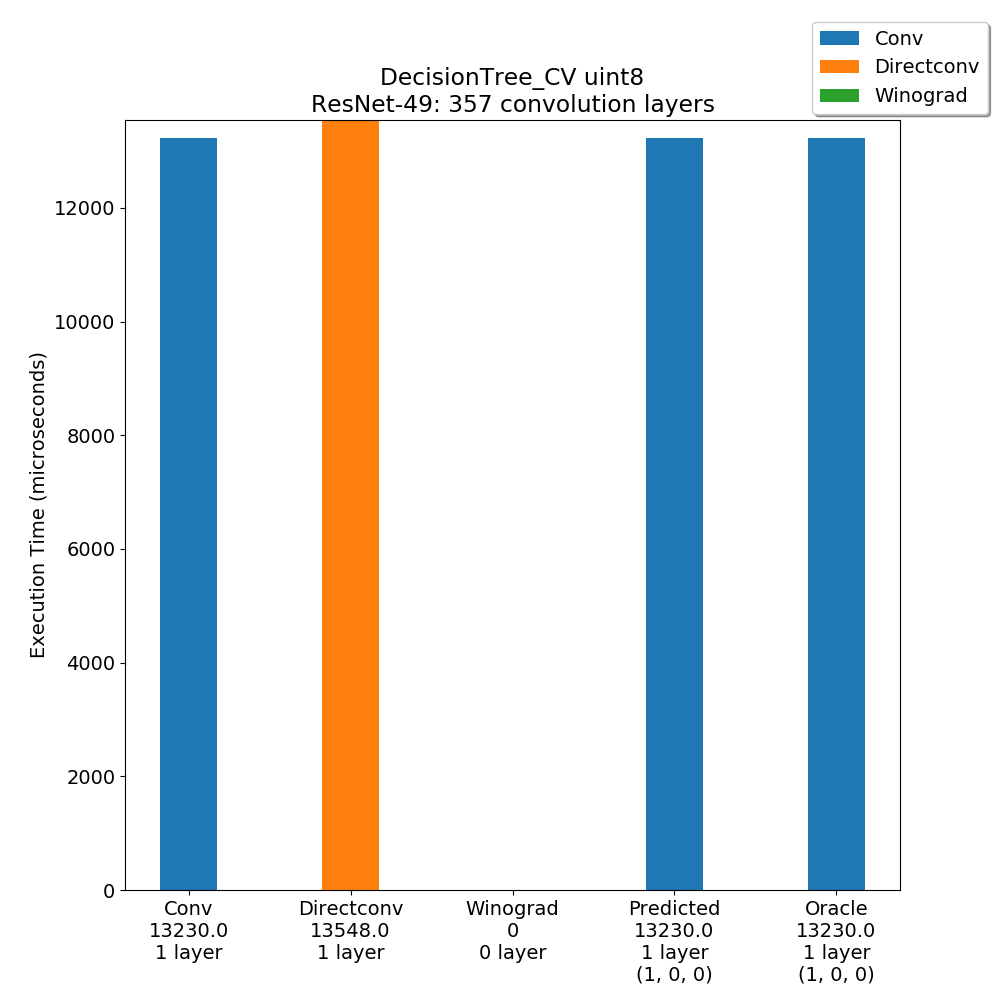 Conv
Directconv
Winograd
DecisionTree_CV uint8
ResNet-49: 357 convolution layers
Execution Time (microseconds)
12000
10000
8000
6000
4000
2000
0
Conv
13230.0
1 layer
Directconv
13548.0
1 layer
Winograd
0
0 layer
Predicted
13230.0
1 layer
(1, 0, 0)
Oracle
13230.0
1 layer
(1, 0, 0)